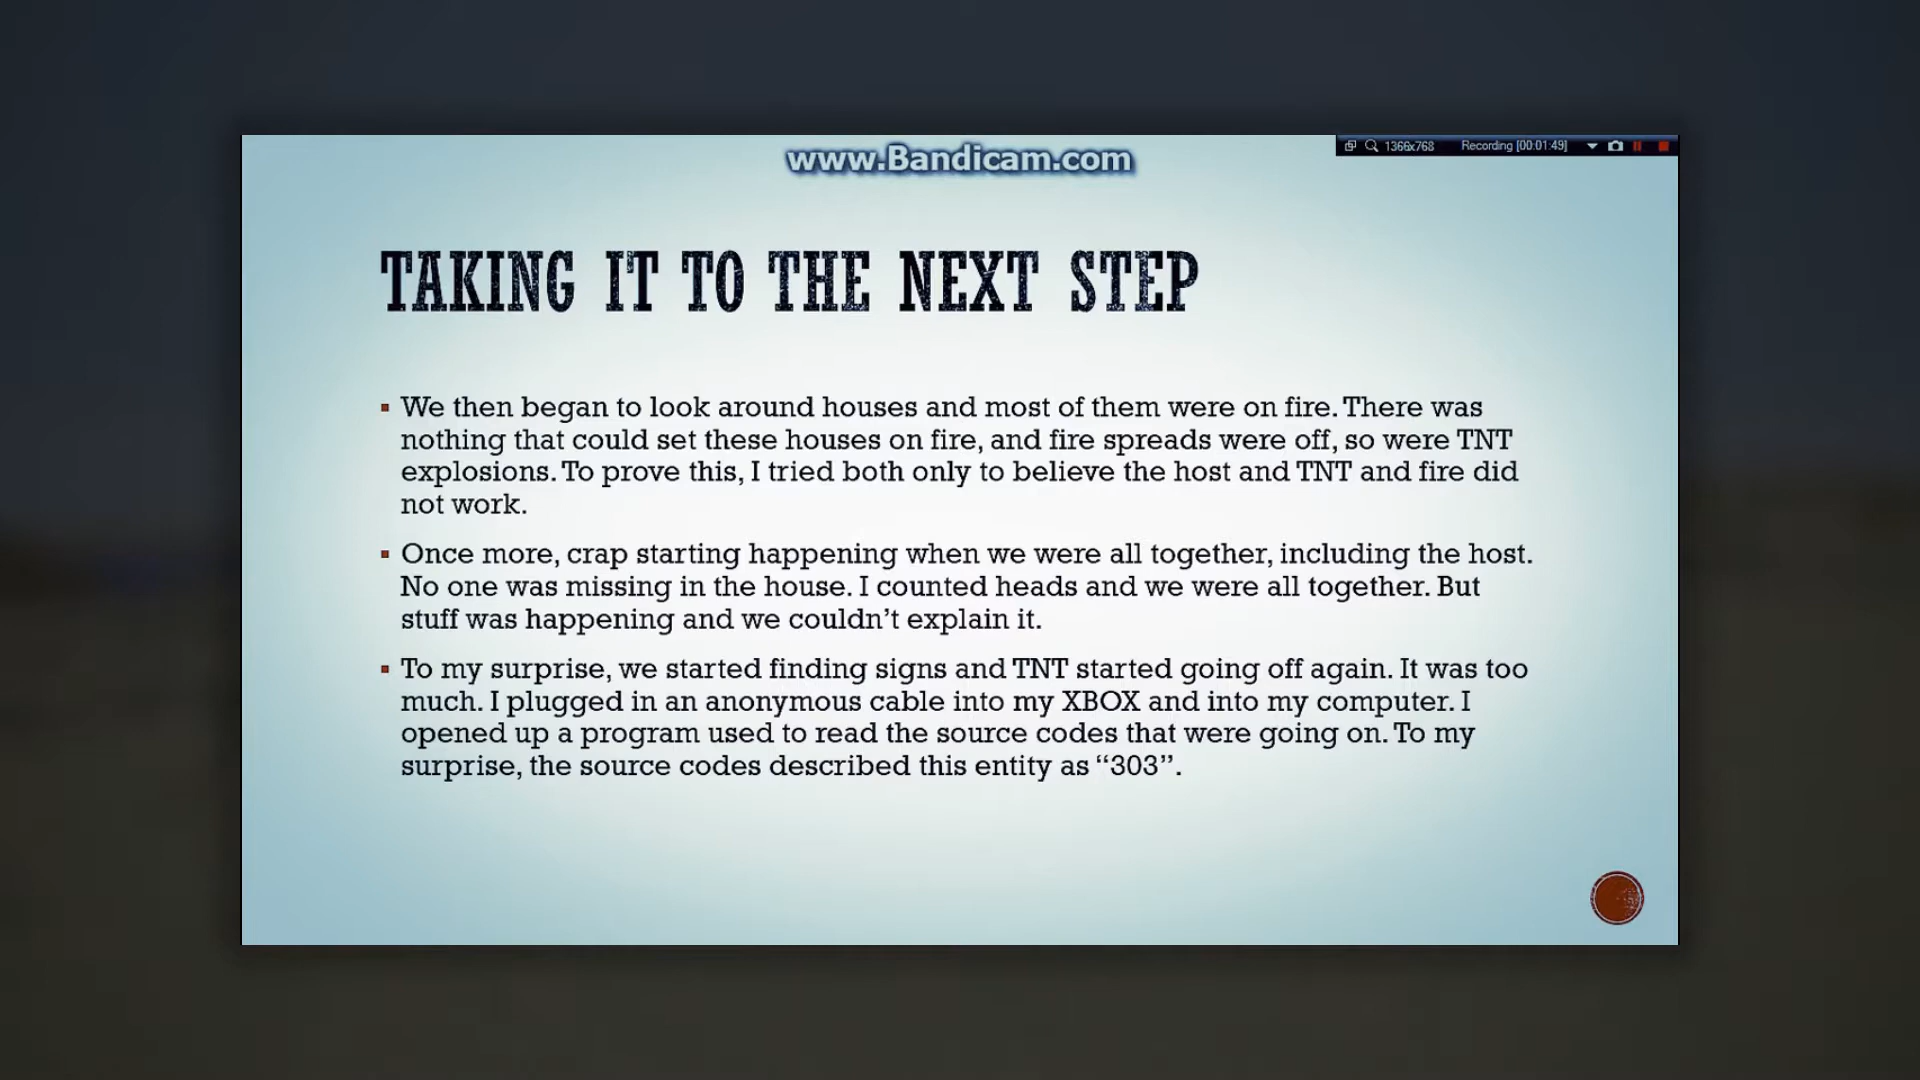 www.Bandicam.com
1366x768 Recording [00:01:49]
TAKING IT TO THE NEXT STEP
We then began to look around houses and most of them were on fire. There was
nothing that could set these houses on fire, and fire spreads were off, so were TNT
explosions. To prove this, I tried both only to believe the host and TNT and fire did
not work.
Once more, crap starting happening when we were all together, including the host.
No one was missing in the house. I counted heads and we were all together. But
stuff was happening and we couldn’t explain it.
To my surprise, we started finding signs and TNT started going off again. It was too
much. I plugged in an anonymous cable into my XBOX and into my computer. I
opened up a program used to read the source codes that were going on. To my
surprise, the source codes described this entity as “303”.